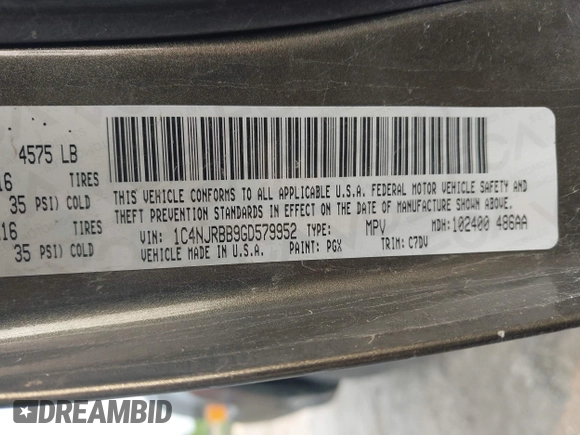 4575 LB
16 TIRES
35 PSI) COLD
16 TIRES
35 PSI) COLD
THIS VEHICLE CONFORMS TO ALL APPLICABLE U.S.A. FEDERAL MOTOR VEHICLE SAFETY AND
THEFT PREVENTION STANDARDS IN EFFECT ON THE DATE OF MANUFACTURE SHOWN ABOVE.
VIN: 1C4NJRBB9GD579952 TYPE: MPV MDH: 102400 486AA
VEHICLE MADE IN U.S.A. PAINT: PGX TRIM: C7DV
DREAMBID